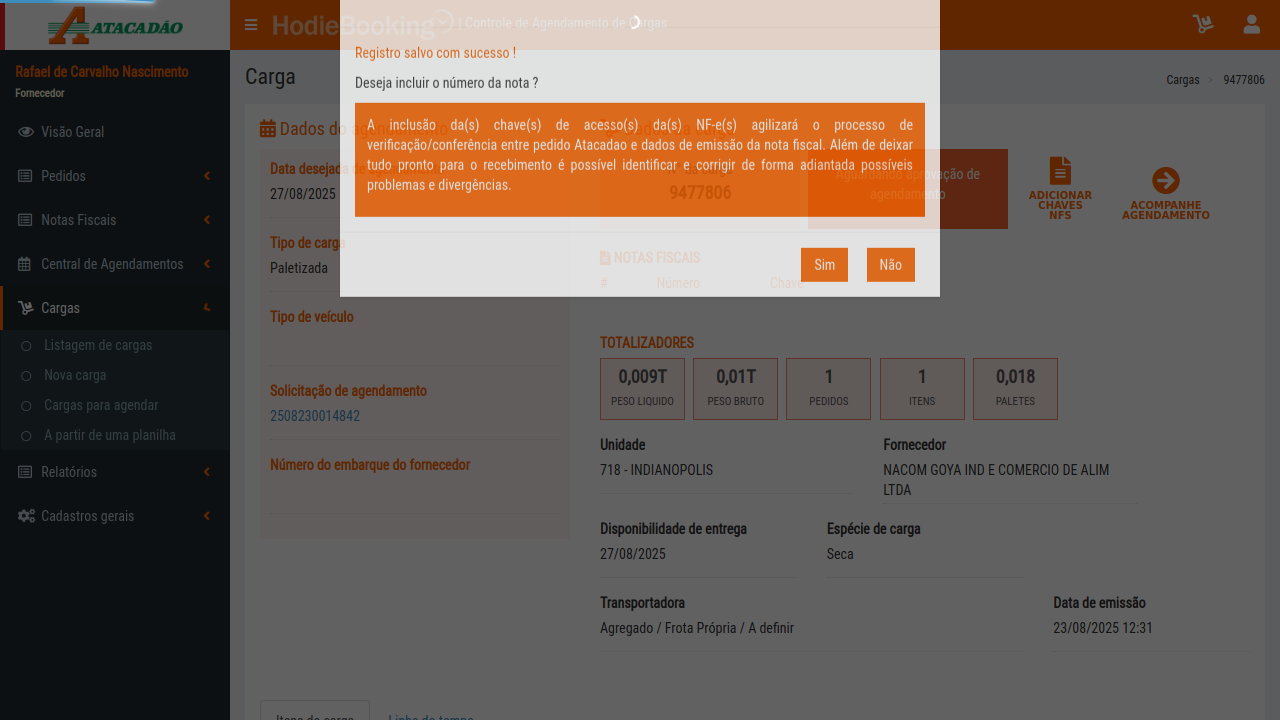 ATACADÃO
HodieBooking | Controle de Agendamento de Cargas
Rafael de Carvalho Nascimento
Fornecedor
Visão Geral
Pedidos
Notas Fiscais
Central de Agendamentos
Cargas
Listagem de cargas
Nova carga
Cargas para agendar
A partir de uma planilha
Relatórios
Cadastros gerais
Carga
Cargas > 9477806
Registro salvo com sucesso !
Deseja incluir o número da nota ?
A inclusão da(s) chave(s) de acesso(s) da(s) NF-e(s) agilizará o processo de
verificação/conferência entre pedido Atacadao e dados de emissão da nota fiscal. Além de deixar
tudo pronto para o recebimento é possível identificar e corrigir de forma adiantada possíveis
problemas e divergências.
Sim
Não
Dados do
Data desejada
27/08/2025
Tipo de carga
Paletizada
Tipo de veículo
Solicitação de agendamento
2508230014842
Número do embarque do fornecedor
9477806
Aguardando aprovação de
agendamento
ADICIONAR
CHAVES
NFS
ACOMPANHE
AGENDAMENTO
NOTAS FISCAIS
# Número Chave
TOTALIZADORES
0,009T
PESO LIQUIDO
0,01T
PESO BRUTO
1
PEDIDOS
1
ITENS
0,018
PALETES
Unidade
718 - INDIANOPOLIS
Fornecedor
NACOM GOYA IND E COMERCIO DE ALIM
LTDA
Disponibilidade de entrega
27/08/2025
Espécie de carga
Seca
Transportadora
Agregado / Frota Própria / A definir
Data de emissão
23/08/2025 12:31
Itens da carga
Linha do tempo